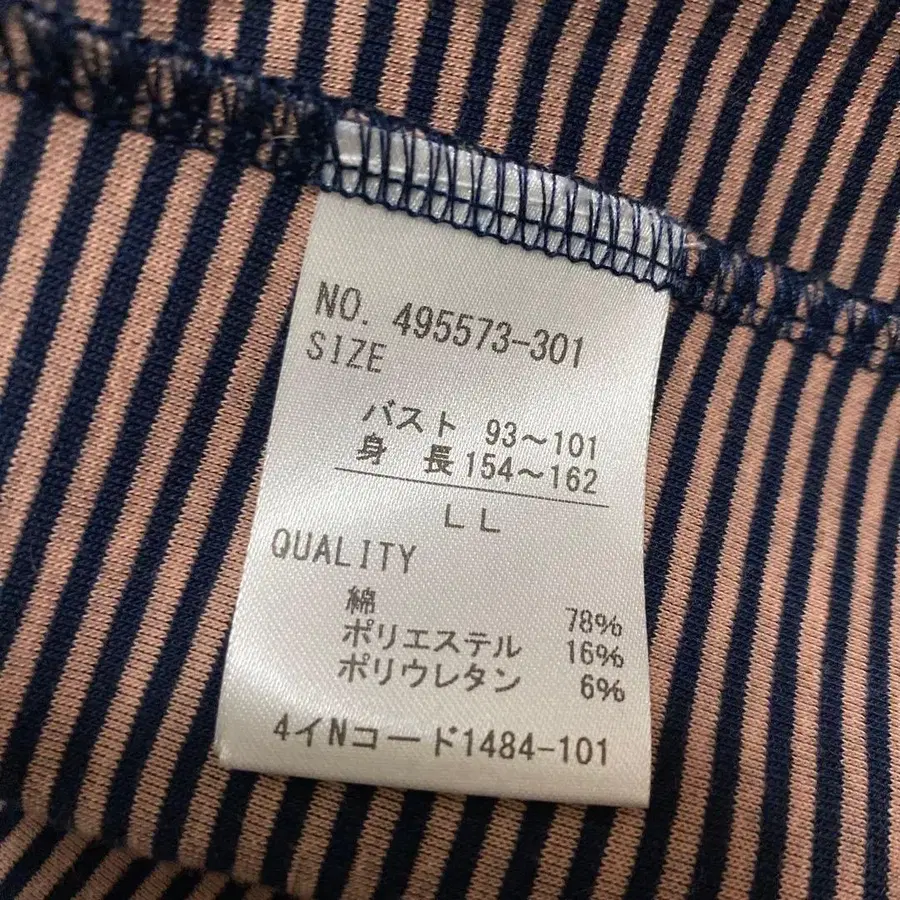 NO. 495573-301
SIZE
バスト 93~101
身 長 154~162
LL
QUALITY
綿 78%
ポリエステル 16%
ポリウレタン 6%
4イNコード1484-101